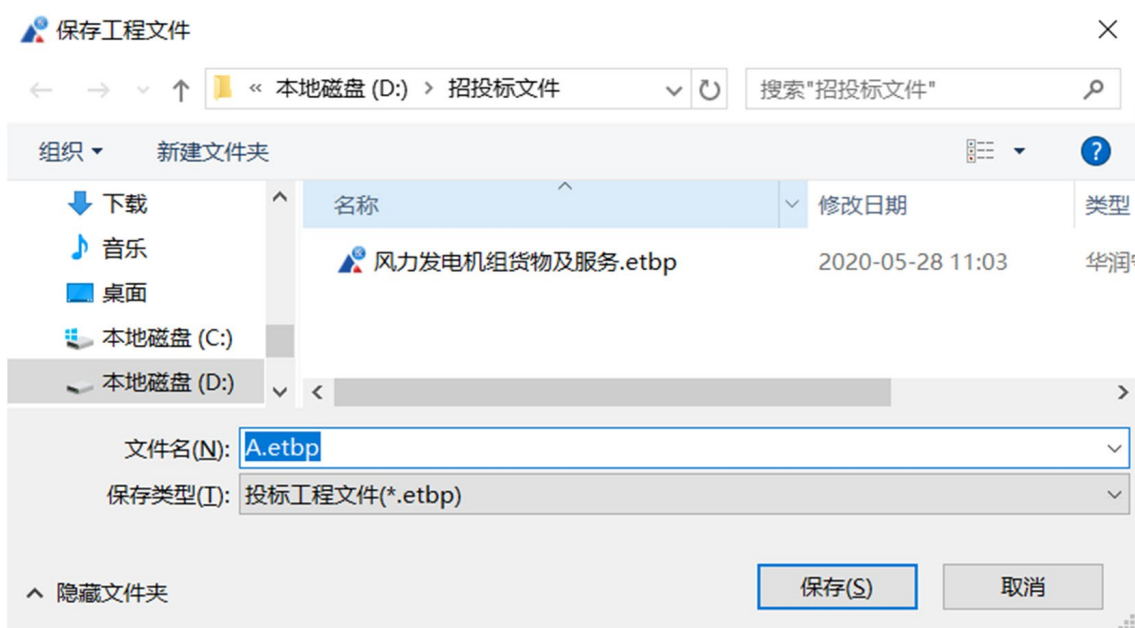 保存工程文件
« 本地磁盘 (D:) › 招投标文件 搜索"招投标文件"
组织 新建文件夹
下载 名称 修改日期 类型
音乐 风力发电机组货物及服务.etbp 2020-05-28 11:03 华润
桌面
本地磁盘 (C:)
本地磁盘 (D:)
文件名(N): A.etbp
保存类型(T): 投标工程文件(*.etbp)
隐藏文件夹 保存(S) 取消